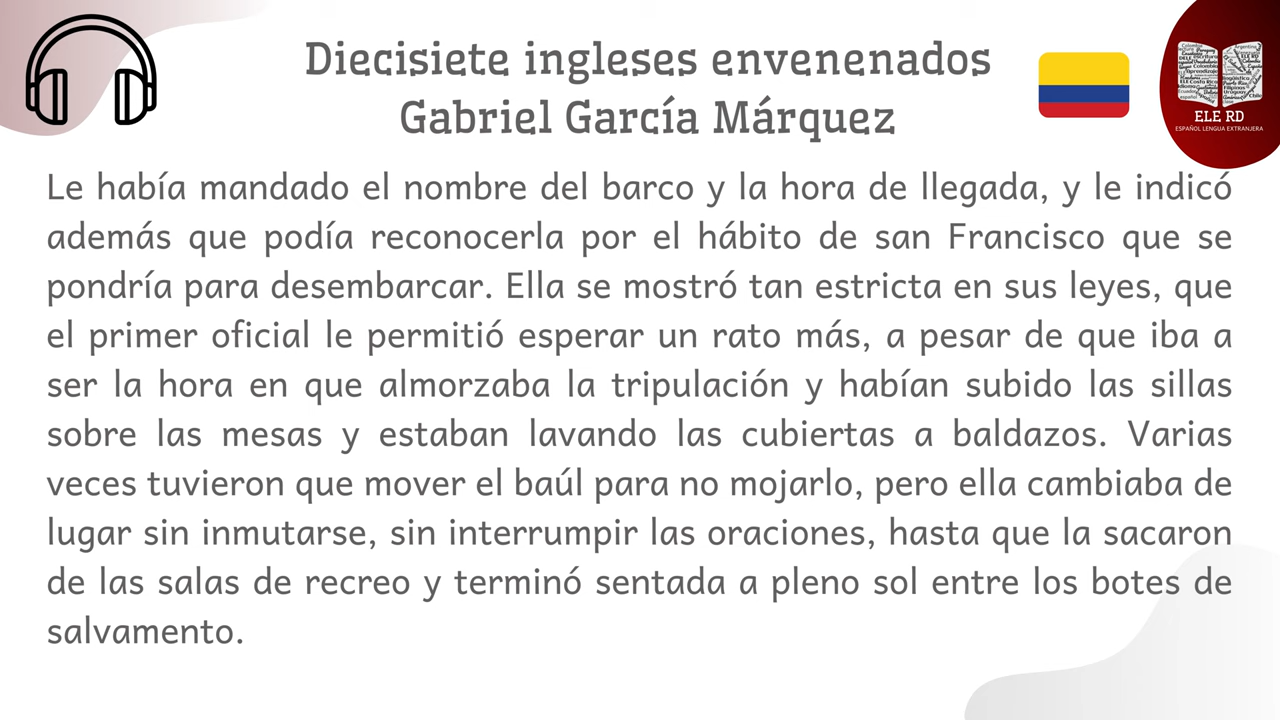 Diecisiete ingleses envenenados
Gabriel García Márquez
ELE RD
ESPAÑOL LENGUA EXTRANJERA
Le había mandado el nombre del barco y la hora de llegada, y le indicó
además que podía reconocerla por el hábito de san Francisco que se
pondría para desembarcar. Ella se mostró tan estricta en sus leyes, que
el primer oficial le permitió esperar un rato más, a pesar de que iba a
ser la hora en que almorzaba la tripulación y habían subido las sillas
sobre las mesas y estaban lavando las cubiertas a baldazos. Varias
veces tuvieron que mover el baúl para no mojarlo, pero ella cambiaba de
lugar sin inmutarse, sin interrumpir las oraciones, hasta que la sacaron
de las salas de recreo y terminó sentada a pleno sol entre los botes de
salvamento.